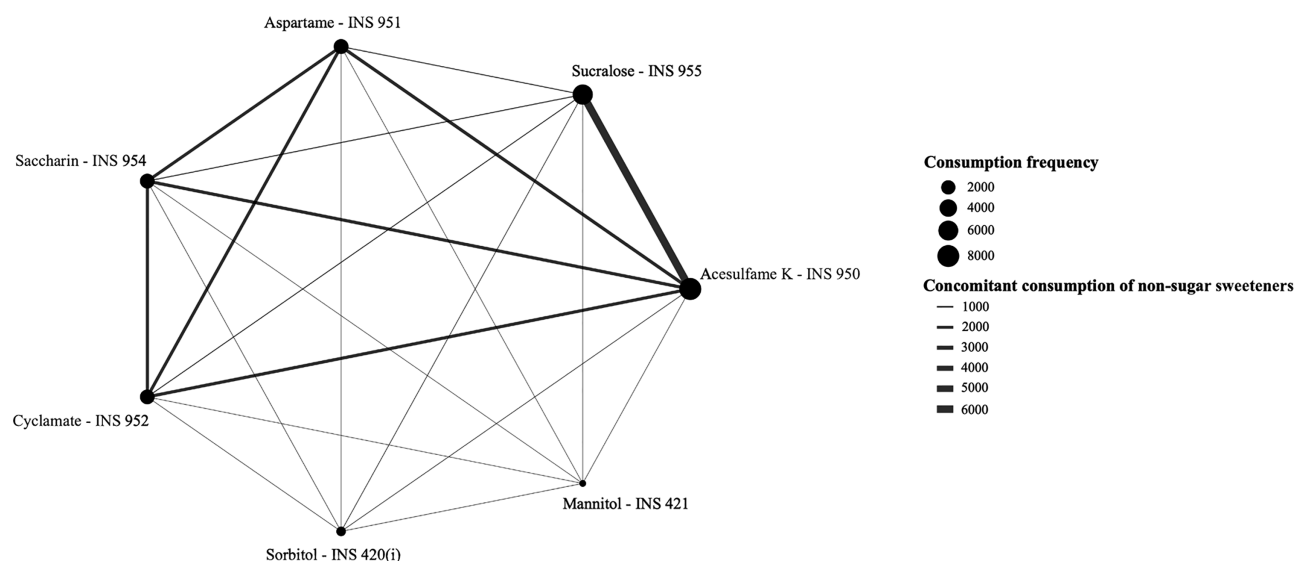 Aspartame - INS 951
Sucralose - INS 955
Saccharin - INS 954
Acesulfame K - INS 950
Cyclamate - INS 952
Mannitol - INS 421
Sorbitol - INS 420(i)
Consumption frequency
2000
4000
6000
8000
Concomitant consumption of non-sugar sweeteners
1000
2000
3000
4000
5000
6000